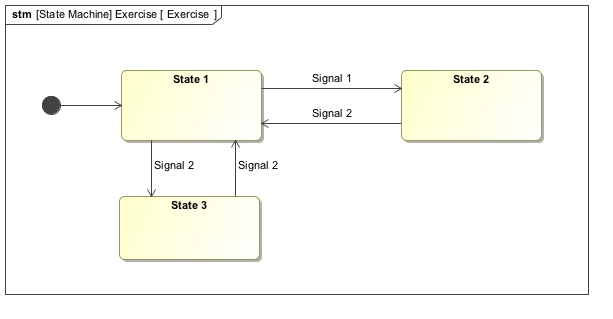 stm [State Machine] Exercise [ Exercise ]
State 1
Signal 1
State 2
Signal 2
Signal 2
Signal 2
State 3